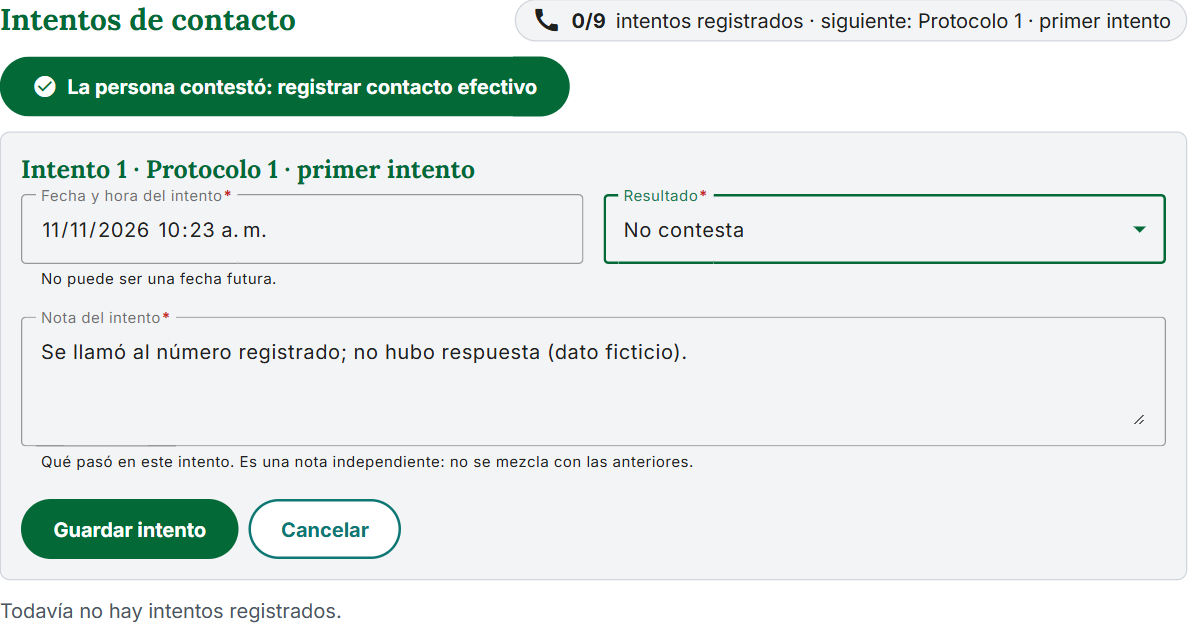 Intentos de contacto
0/9 intentos registrados · siguiente: Protocolo 1 · primer intento
La persona contestó: registrar contacto efectivo
Intento 1 · Protocolo 1 · primer intento
Fecha y hora del intento*
11/11/2026 10:23 a. m.
No puede ser una fecha futura.
Resultado*
No contesta
Nota del intento*
Se llamó al número registrado; no hubo respuesta (dato ficticio).
Qué pasó en este intento. Es una nota independiente: no se mezcla con las anteriores.
Guardar intento
Cancelar
Todavía no hay intentos registrados.